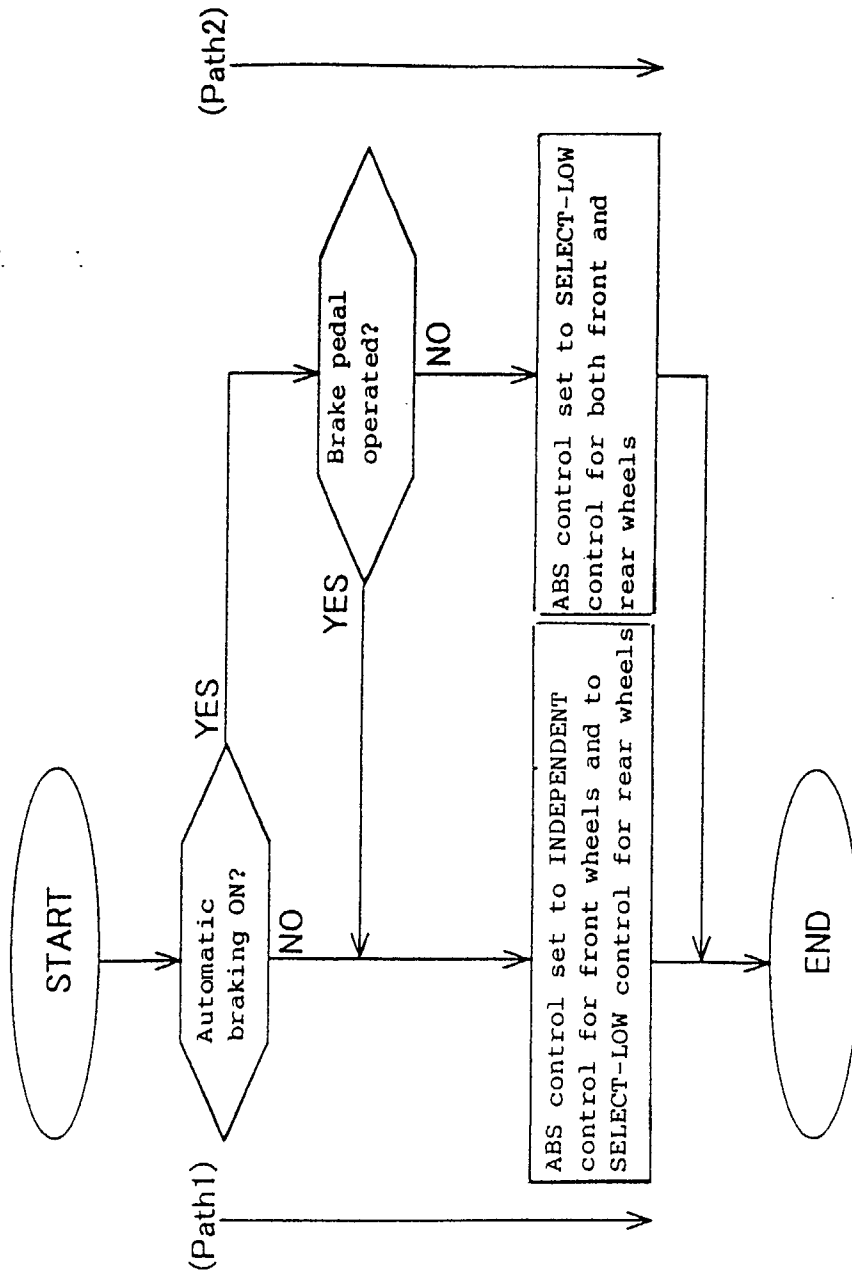 START
(Path1)
(Path2)
Automatic
braking ON?
YES
NO
Brake pedal
operated?
YES
NO
ABS control set to INDEPENDENT
control for front wheels and to
SELECT-LOW control for rear wheels
ABS control set to SELECT-LOW
control for both front and
rear wheels
END